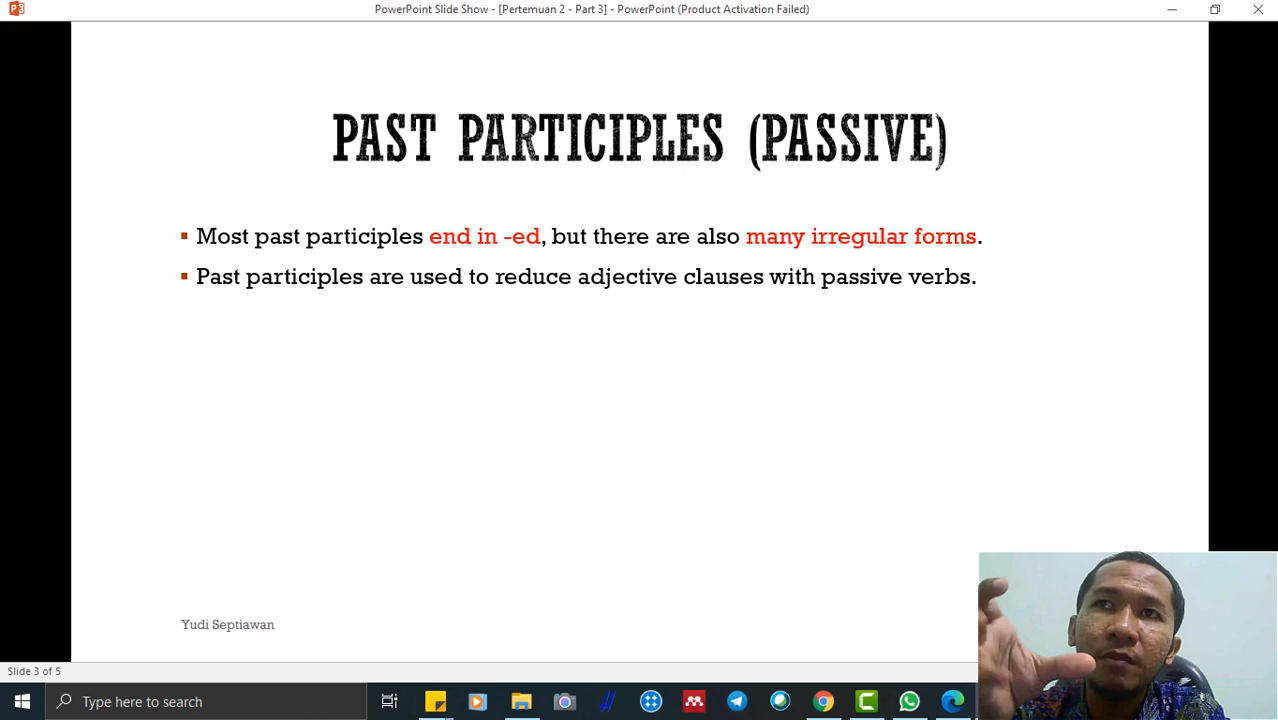 PowerPoint Slide Show - [Pertemuan 2 - Part 3] - PowerPoint (Product Activation Failed)
PAST PARTICIPLES (PASSIVE)
▪ Most past participles end in -ed, but there are also many irregular forms.
▪ Past participles are used to reduce adjective clauses with passive verbs.
Yudi Septiawan
Slide 3 of 5
Type here to search